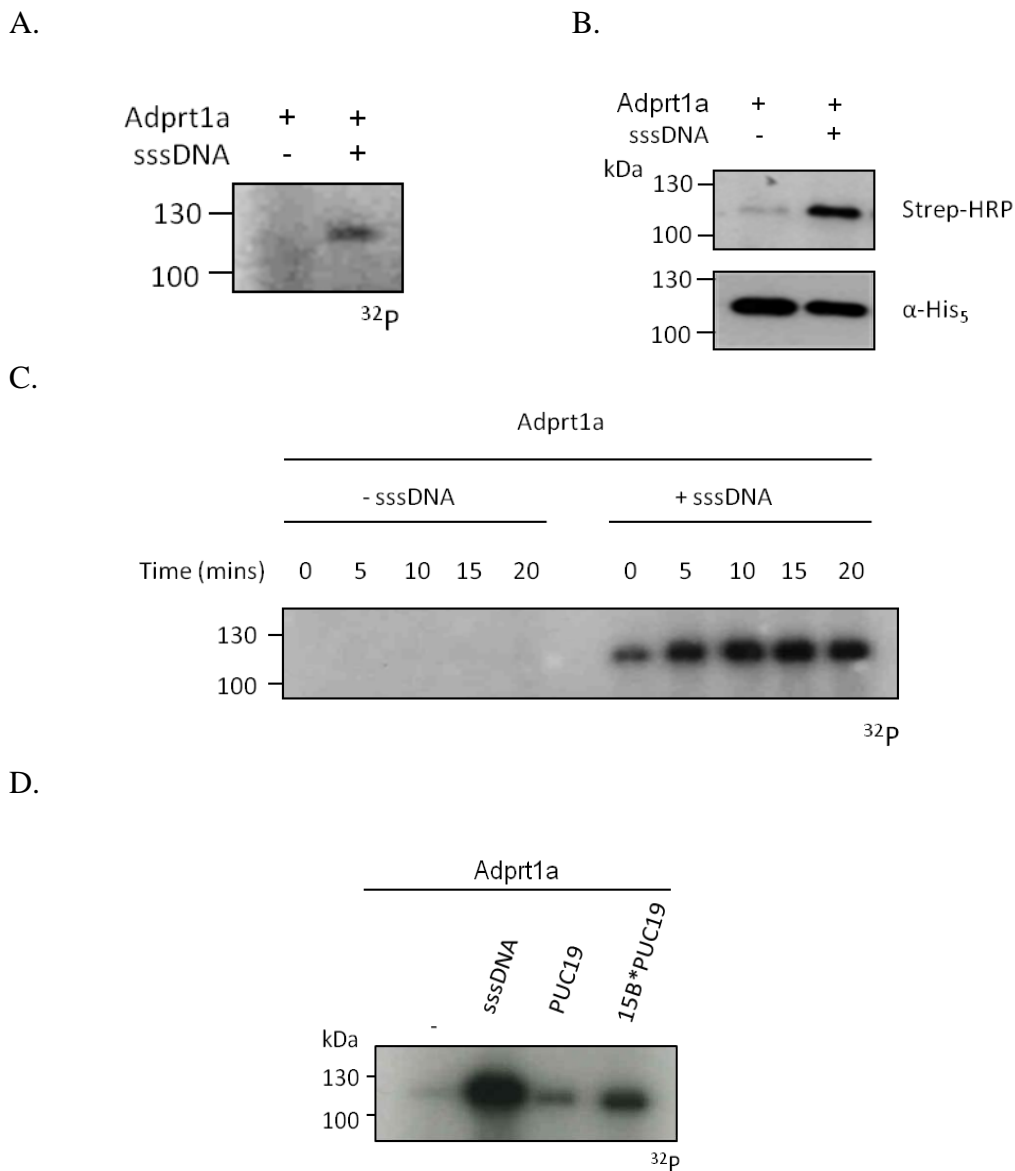 A.
Adprt1a + +
sssDNA - +
130
100
32P
B.
Adprt1a + +
sssDNA - +
kDa
130
100
Strep-HRP
130
100
α-His5
C.
Adprt1a
- sssDNA + sssDNA
Time (mins) 0 5 10 15 20 0 5 10 15 20
130
100
32P
D.
Adprt1a
- sssDNA PUC19 15B*PUC19
kDa
130
100
32P